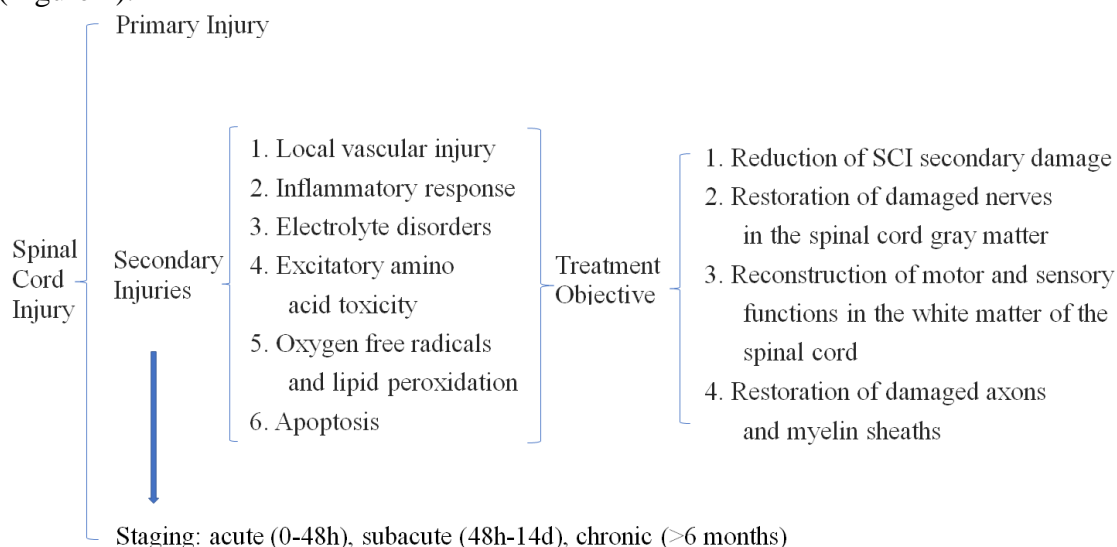 Primary Injury
Spinal
Cord
Injury
Secondary
Injuries
1. Local vascular injury
2. Inflammatory response
3. Electrolyte disorders
4. Excitatory amino
acid toxicity
5. Oxygen free radicals
and lipid peroxidation
6. Apoptosis
Treatment
Objective
1. Reduction of SCI secondary damage
2. Restoration of damaged nerves
in the spinal cord gray matter
3. Reconstruction of motor and sensory
functions in the white matter of the
spinal cord
4. Restoration of damaged axons
and myelin sheaths
Staging: acute (0-48h), subacute (48h-14d), chronic (>6 months)